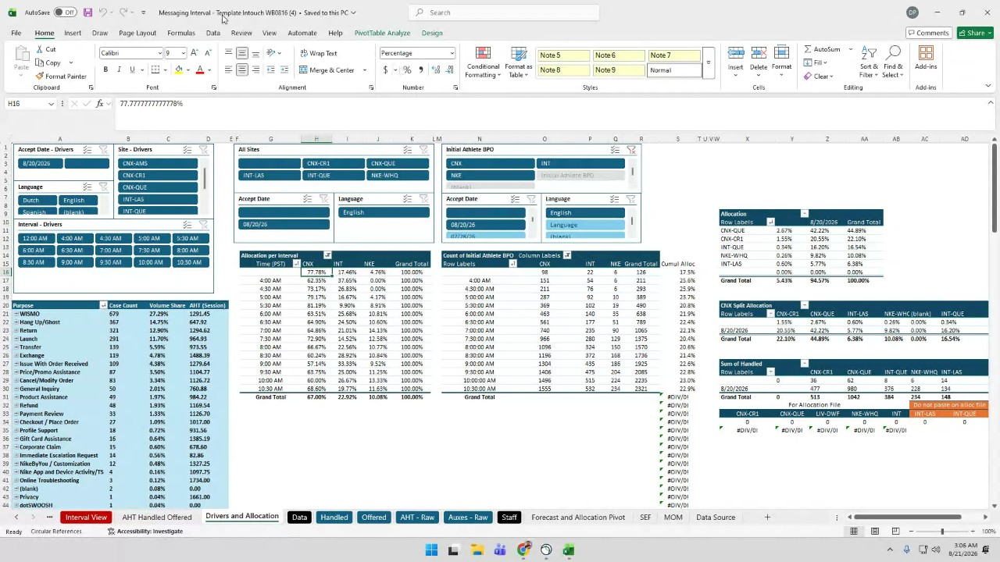 AutoSave Off Messaging Interval - Template Intouch WB0816 (4) • Saved to this PC Search DP
File Home Insert Draw Page Layout Formulas Data Review View Automate Help PivotTable Analyze Design Comments Share
Paste Cut Copy Format Painter Calibri 9 Wrap Text Merge & Center Percentage Conditional Formatting Format as Table Note 5 Note 6 Note 7 Note 8 Note 9 Normal Insert Delete Format AutoSum Fill Clear Sort & Filter Find & Select Add-ins
Clipboard Font Alignment Number Styles Cells Editing Add-ins
H16 fx 77.7777777777778%
A B C D E F G H I J K L M N O P Q R S T U V W X Y Z AA AB AC AD
Accept Date - Drivers
8/20/2026
Language
Dutch English
Spanish (blank)
Site - Drivers
CNX-AMS
CNX-CR1
CNX-QUE
INT-LAS
INT-QUE
Interval - Drivers
12:00 AM 4:00 AM 4:30 AM 5:00 AM 5:30 AM
6:00 AM 6:30 AM 7:00 AM 7:30 AM 8:00 AM
8:30 AM 9:00 AM 9:30 AM 10:00 AM 10:30 AM
All Sites
CNX-CR1 CNX-QUE
INT-LAS INT-QUE NKE-WHQ
Accept Date
08/20/2026
Language
English
Initial Athlete BPO
CNX INT
NKE Initial Athlete BPO
(blank)
Accept Date
08/20/2026
07/28/2026
Language
English
Language
(blank)
Purpose Case Count Volume Share AHT (Session)
WISMO 679 27.29% 1291.45
Hang Up/Ghost 367 14.75% 647.92
Return 321 12.90% 1294.62
Launch 291 11.70% 964.93
Transfer 139 5.59% 973.55
Exchange 119 4.78% 1488.39
Issue With Order Received 109 4.38% 1279.64
Price/Promo Assistance 87 3.50% 1104.77
Cancel/Modify Order 83 3.34% 1126.72
General Inquiry 50 2.01% 760.88
Product Assistance 49 1.97% 984.22
Refund 48 1.93% 1169.54
Payment Review 33 1.33% 1126.70
Checkout / Place Order 27 1.09% 1017.00
Profile Support 18 0.72% 931.56
Gift Card Assistance 16 0.64% 1385.19
Corporate Claim 15 0.60% 678.60
Immediate Escalation Request 14 0.56% 82.86
NikeByYou / Customization 12 0.48% 1327.25
Nike App and Device Activity/TS 4 0.16% 1097.75
Online Troubleshooting 3 0.12% 1734.00
(blank) 2 0.08% 0.00
Privacy 1 0.04% 1661.00
dotSWOOSH 1 0.04% 0.00
Allocation per Interval
Time (PST) CNX INT NKE Grand Total
77.78% 17.46% 4.76% 100.00%
4:00 AM 62.35% 37.65% 0.00% 100.00%
4:30 AM 73.17% 26.83% 0.00% 100.00%
5:00 AM 79.17% 16.67% 4.17% 100.00%
5:30 AM 81.19% 9.90% 8.91% 100.00%
6:00 AM 63.51% 25.68% 10.81% 100.00%
6:30 AM 64.90% 24.50% 10.60% 100.00%
7:00 AM 64.86% 21.01% 14.13% 100.00%
7:30 AM 72.90% 14.52% 12.58% 100.00%
8:00 AM 66.67% 22.56% 10.77% 100.00%
8:30 AM 60.24% 28.92% 10.84% 100.00%
9:00 AM 57.14% 33.33% 9.52% 100.00%
9:30 AM 63.75% 25.00% 11.25% 100.00%
10:00 AM 60.00% 26.67% 13.33% 100.00%
10:30 AM 68.60% 19.77% 11.63% 100.00%
Grand Total 67.00% 22.92% 10.08% 100.00%
Count of Initial Athlete BPO Column Labels
Row Labels CNX INT NKE Grand Total Cumul Alloc
98 22 6 126 17.5%
4:00 AM 151 54 6 211 25.6%
4:30:00 AM 211 76 6 293 25.9%
5:00:00 AM 287 92 10 389 23.7%
5:30:00 AM 369 102 19 490 20.8%
6:00:00 AM 463 140 35 638 21.9%
6:30:00 AM 561 177 51 789 22.4%
7:00:00 AM 740 235 90 1065 22.1%
7:30:00 AM 966 280 129 1375 20.4%
8:00:00 AM 1096 324 150 1570 20.6%
8:30:00 AM 1196 372 168 1736 21.4%
9:00:00 AM 1304 435 186 1925 22.6%
9:30:00 AM 1406 475 204 2085 22.8%
10:00:00 AM 1496 515 224 2235 23.0%
10:30:00 AM 1555 532 234 2321 22.9%
Grand Total #DIV/0!
#DIV/0!
#DIV/0!
#DIV/0!
#DIV/0!
#DIV/0!
#DIV/0!
#DIV/0!
#DIV/0!
#DIV/0!
#DIV/0!
#DIV/0!
#DIV/0!
#DIV/0!
Allocation
Row Labels 8/20/2026 Grand Total
CNX-QUE 2.67% 42.22% 44.89%
CNX-CR1 1.55% 20.55% 22.10%
INT-QUE 0.34% 16.20% 16.54%
NKE-WHQ 0.26% 9.82% 10.08%
INT-LAS 0.60% 5.77% 6.38%
0.00% 0.00% 0.00%
Grand Total 5.43% 94.57% 100.00%
CNX Split Allocation
Row Labels CNX-CR1 CNX-QUE INT-LAS NKE-WHC (blank) INT-QUE
1.55% 2.67% 0.60% 0.26% 0.00% 0.34%
8/20/2026 20.55% 42.22% 5.77% 9.82% 0.00% 16.20%
Grand Total 22.10% 44.89% 6.38% 10.08% 0.00% 16.54%
Sum of Handled
Row Labels CNX-CR1 CNX-QUE INT-QUE NKE-WHQ INT-LAS
0 36 62 8 6 14
8/20/2026 477 980 376 228 134
Grand Total 0 513 1042 384 234 148
For Allocation File Do not paste on alloc file
CNX-CR1 CNX-QUE LIV-DWF NKE-WHQ INT INT-LAS INT-QUE
0 0 0 0 0 0 0
#DIV/0! #DIV/0! #DIV/0! #DIV/0! #DIV/0!
Interval View AHT Handled Offered Drivers and Allocation Data Handled Offered AHT - Raw Auxes - Raw Staff Forecast and Allocation Pivot SEF MOM Data Source
Ready Circular References Accessibility: Investigate 100%
3:06 AM
8/21/2026